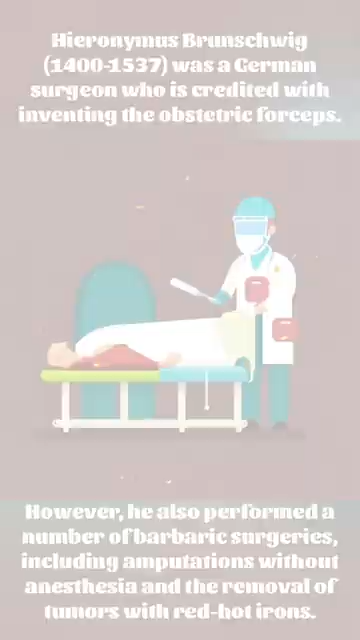 Hieronymus Brunschwig
(1400-1537) was a German
surgeon who is credited with
inventing the obstetric forceps.
However, he also performed a
number of barbaric surgeries,
including amputations without
anesthesia and the removal of
tumors with red-hot irons.